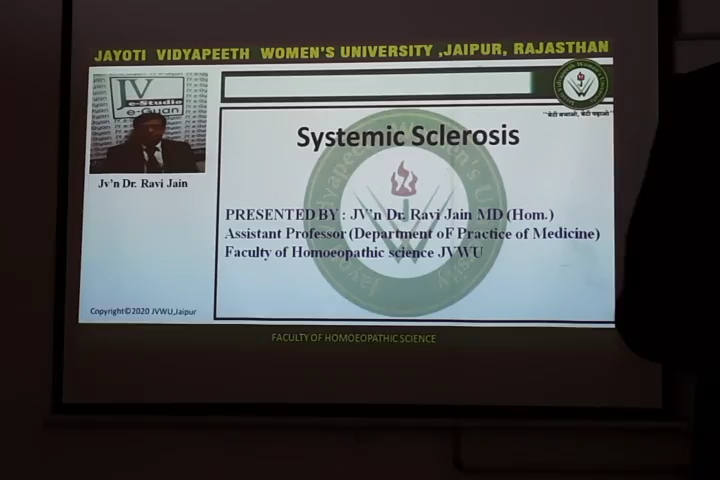 JAYOTI VIDYAPEETH WOMEN'S UNIVERSITY ,JAIPUR, RAJASTHAN
JV
e-Studio
e-Gyan
"बेटी बचाओ, बेटी पढ़ाओ"
Systemic Sclerosis
Jv'n Dr. Ravi Jain
PRESENTED BY : JV'n Dr. Ravi Jain MD (Hom.)
Assistant Professor (Department oF Practice of Medicine)
Faculty of Homoeopathic science JVWU
Copyright©2020 JVWU,Jaipur
FACULTY OF HOMOEOPATHIC SCIENCE